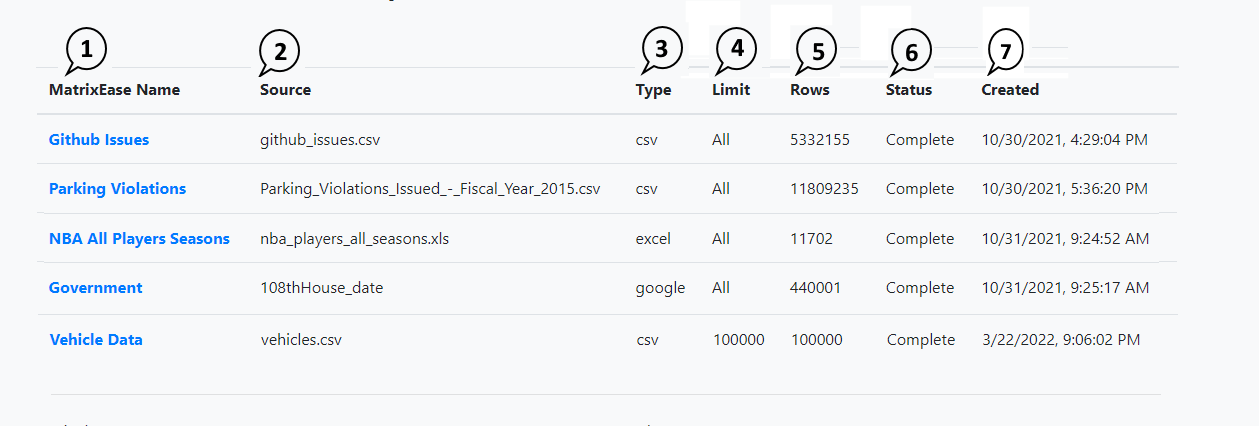 1 2 3 4 5 6 7
MatrixEase Name Source Type Limit Rows Status Created
Github Issues github_issues.csv csv All 5332155 Complete 10/30/2021, 4:29:04 PM
Parking Violations Parking_Violations_Issued_-_Fiscal_Year_2015.csv csv All 11809235 Complete 10/30/2021, 5:36:20 PM
NBA All Players Seasons nba_players_all_seasons.xls excel All 11702 Complete 10/31/2021, 9:24:52 AM
Government 108thHouse_date google All 440001 Complete 10/31/2021, 9:25:17 AM
Vehicle Data vehicles.csv csv 100000 100000 Complete 3/22/2022, 9:06:02 PM